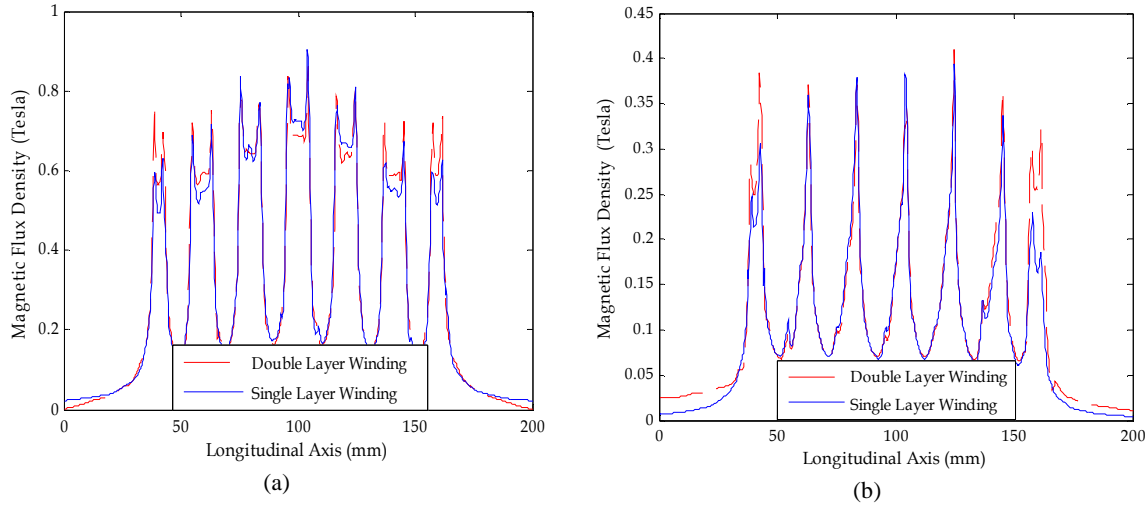 1
0.8
0.6
0.4
0.2
0
0 50 100 150 200
Magnetic Flux Density (Tesla)
Longitudinal Axis (mm)
Double Layer Winding
Single Layer Winding
(a)
0.45
0.4
0.35
0.3
0.25
0.2
0.15
0.1
0.05
0
0 50 100 150 200
Magnetic Flux Density (Tesla)
Longitudinal Axis (mm)
Double Layer Winding
Single Layer Winding
(b)